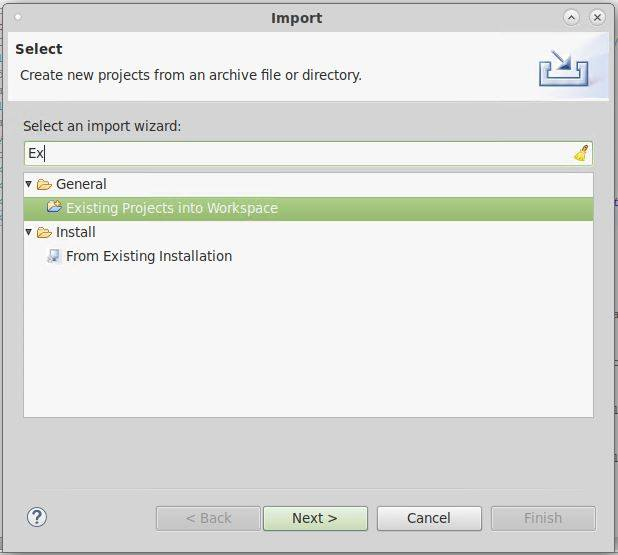 Import
Select
Create new projects from an archive file or directory.
Select an import wizard:
Ex
General
Existing Projects into Workspace
Install
From Existing Installation
? < Back Next > Cancel Finish